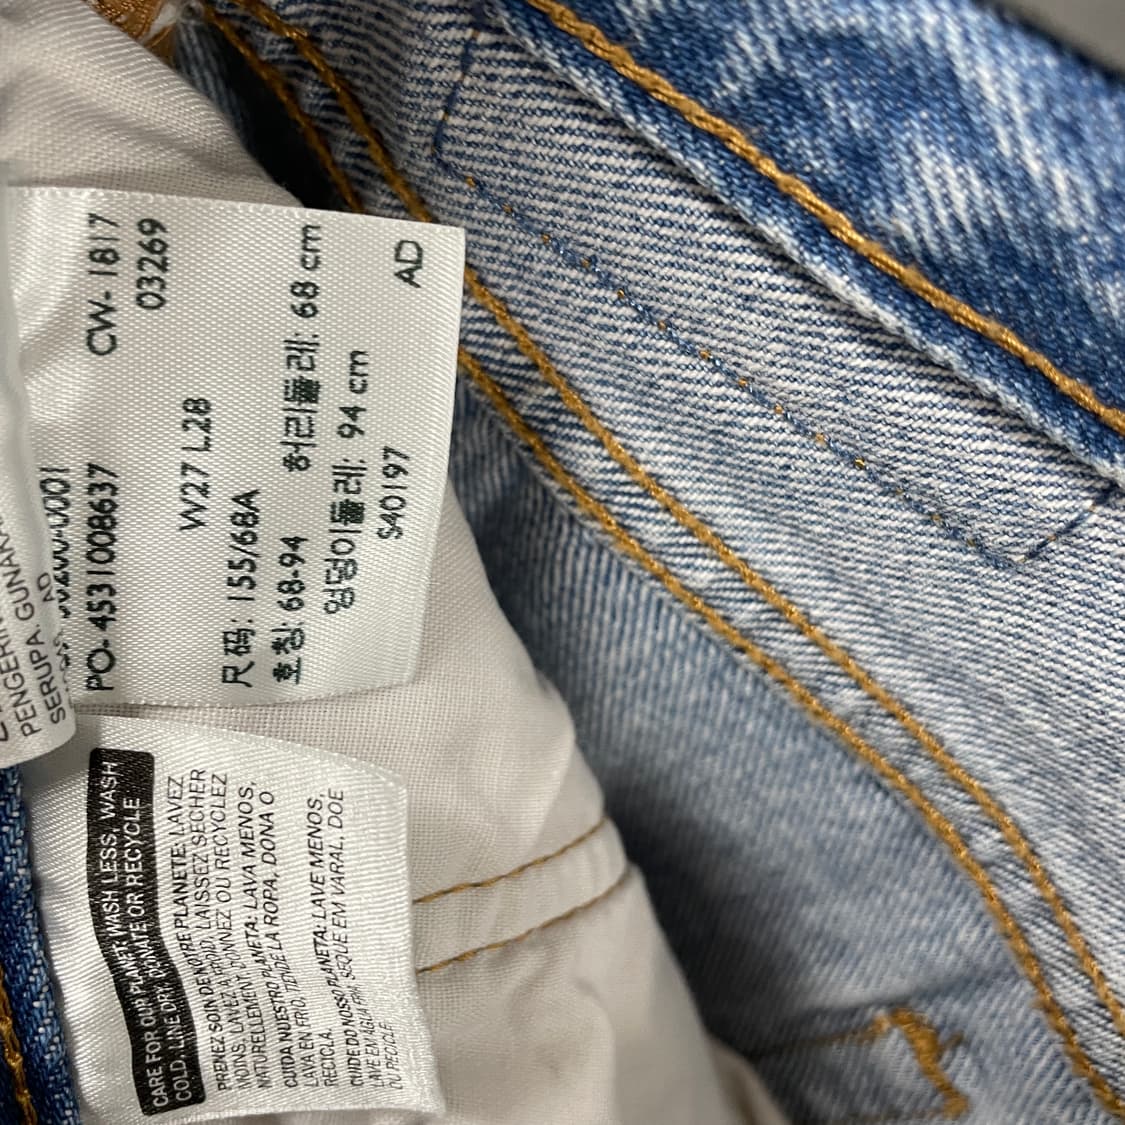 PENGERIN
SERUPA. GUNAK
AD
PO- 4531008637 CW- 1817
03269
W27 L28
尺码: 155/68A
호칭: 68-94 허리둘레: 68 cm
엉덩이둘레: 94 cm
S40197 AD
CARE FOR OUR PLANET: WASH LESS, WASH
COLD, LINE DRY, DONATE OR RECYCLE
PRENEZ SOIN DE NOTRE PLANETE: LAVEZ
MOINS, LAVEZ A FROID, LAISSEZ SECHER
NATURELLEMENT, DONNEZ OU RECYCLEZ
CUIDA NUESTRO PLANETA: LAVA MENOS,
LAVA EN FRIO, TIENDE LA ROPA, DONA O
RECICLA.
CUIDE DO NOSSO PLANETA: LAVE MENOS,
LAVE EM AGUA FRIA, SEQUE EM VARAL, DOE
OU RECICLE